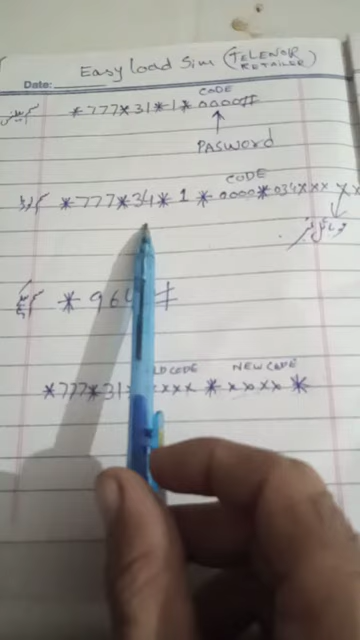 Easy load Sim (TELENOR RETAILER)
Date:
CODE
*777*31*1*0000#
PASWORD
CODE
*777*34*1*0000*034xxx xx
* 964 #
LD CODE NEW CODE
*777*31 xxxx * xxxx *